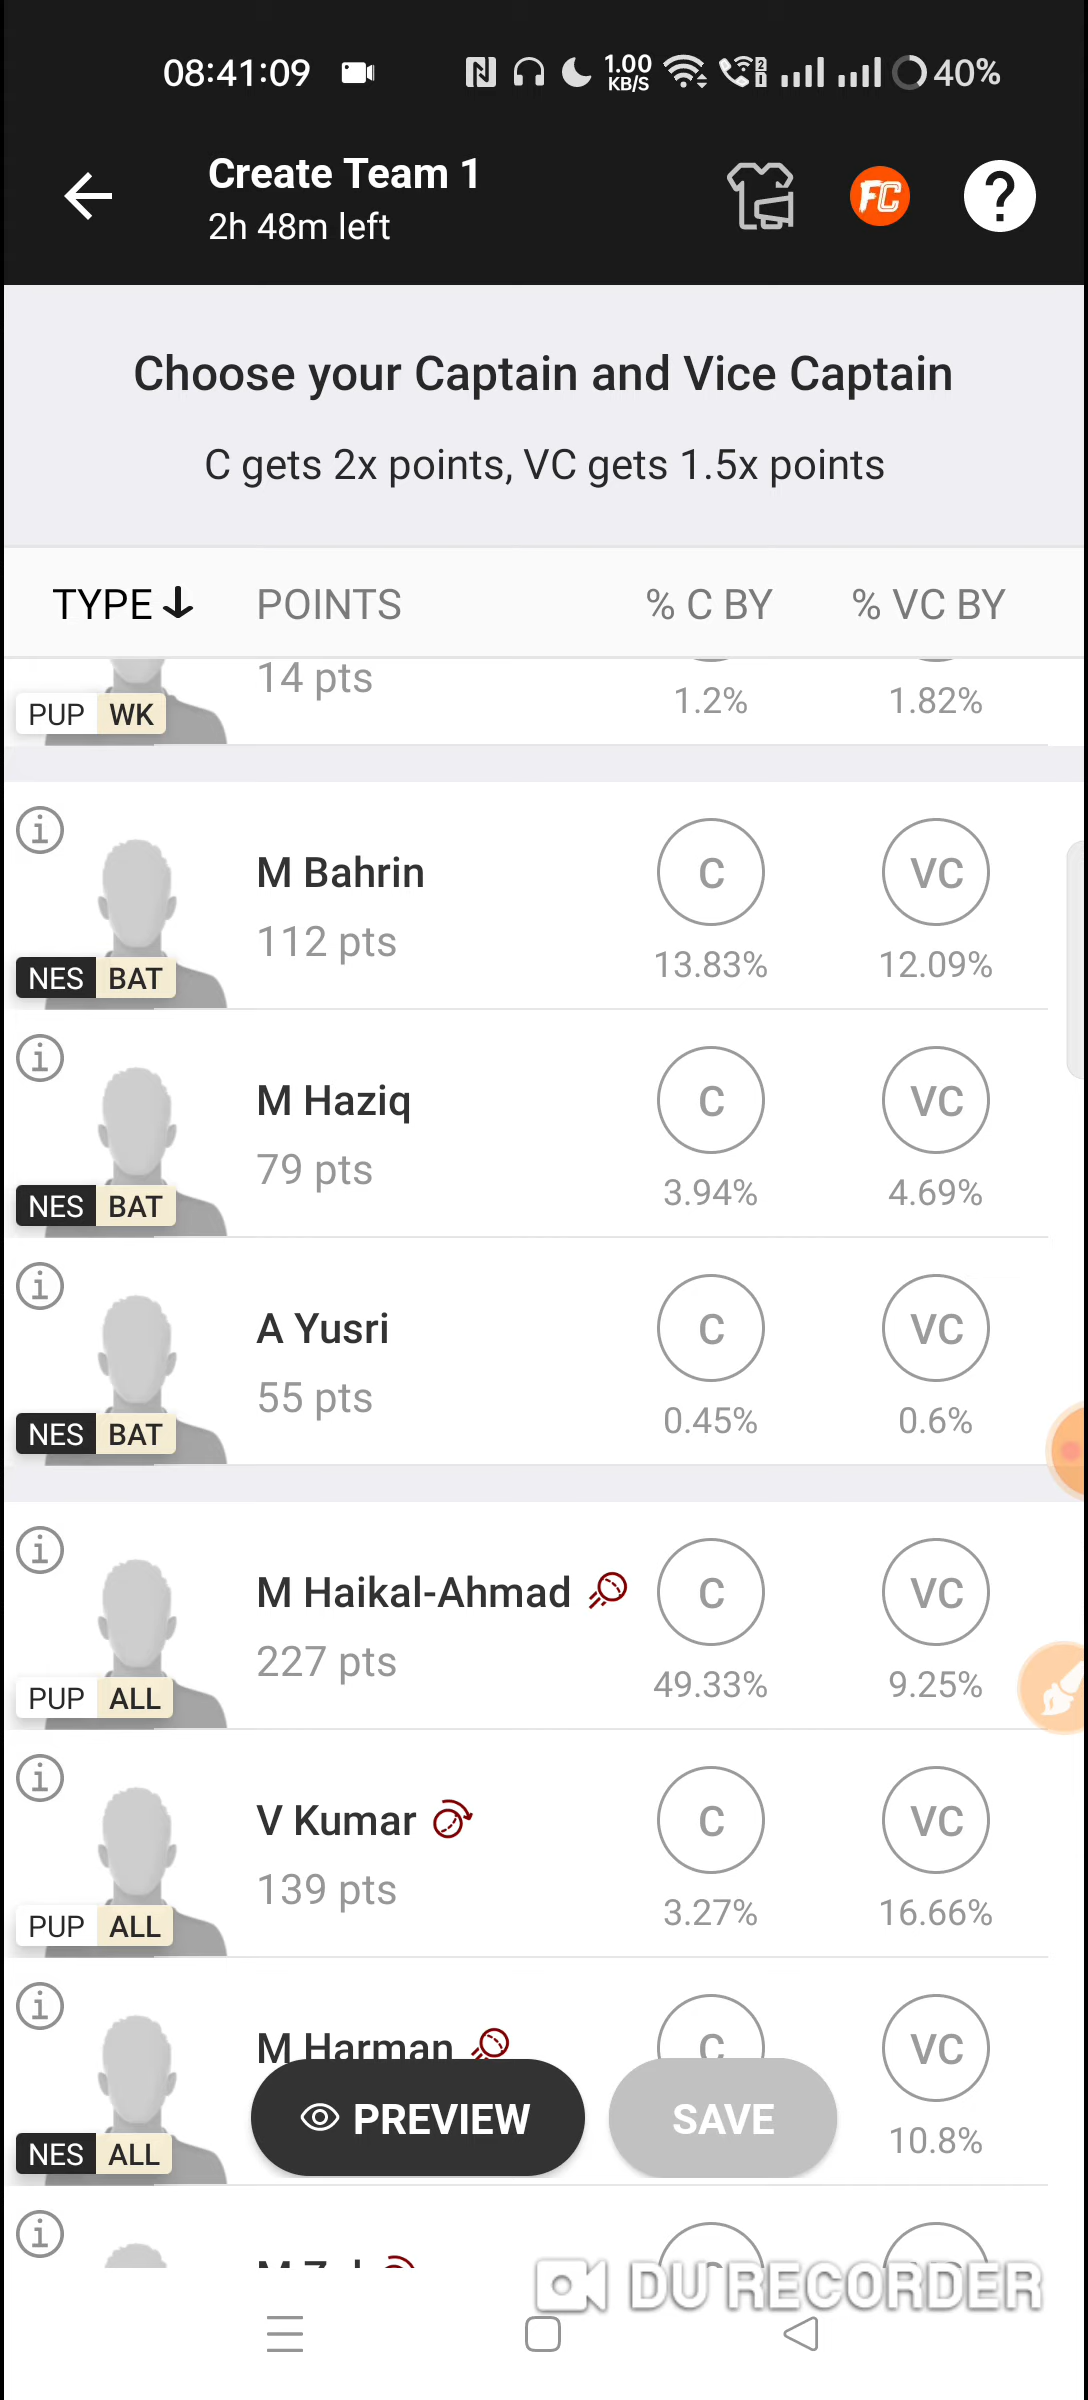 08:41:09 1.00 KB/S 2 1 40%
Create Team 1
2h 48m left
FC
?
Choose your Captain and Vice Captain
C gets 2x points, VC gets 1.5x points
TYPE POINTS % C BY % VC BY
14 pts
1.2% 1.82%
PUP WK
M Bahrin C VC
112 pts 13.83% 12.09%
NES BAT
M Haziq C VC
79 pts 3.94% 4.69%
NES BAT
A Yusri C VC
55 pts 0.45% 0.6%
NES BAT
M Haikal-Ahmad C VC
227 pts 49.33% 9.25%
PUP ALL
V Kumar C VC
139 pts 3.27% 16.66%
PUP ALL
M Harman C VC
PREVIEW SAVE
10.8%
NES ALL
DU RECORDER